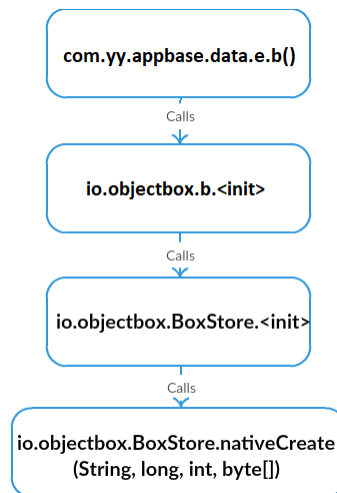 com.yy.appbase.data.e.b()
Calls
io.objectbox.b.<init>
Calls
io.objectbox.BoxStore.<init>
Calls
io.objectbox.BoxStore.nativeCreate
(String, long, int, byte[])